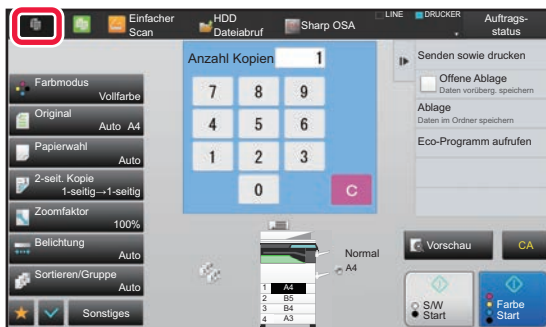 Einfacher Scan
HDD Dateiabruf
Sharp OSA
LINE
DRUCKER
Auftrags-
status
Anzahl Kopien
1
7 8 9
4 5 6
1 2 3
0 C
Farbmodus
Vollfarbe
Original
Auto A4
Papierwahl
Auto
2-seit. Kopie
1-seitig→1-seitig
Zoomfaktor
100%
Belichtung
Auto
Sortieren/Gruppe
Auto
Sonstiges
Normal
A4
1 A4
2 B5
3 B4
4 A3
Senden sowie drucken
Offene Ablage
Daten vorüberg. speichern
Ablage
Daten im Ordner speichern
Eco-Programm aufrufen
Vorschau
CA
S/W
Start
Farbe
Start